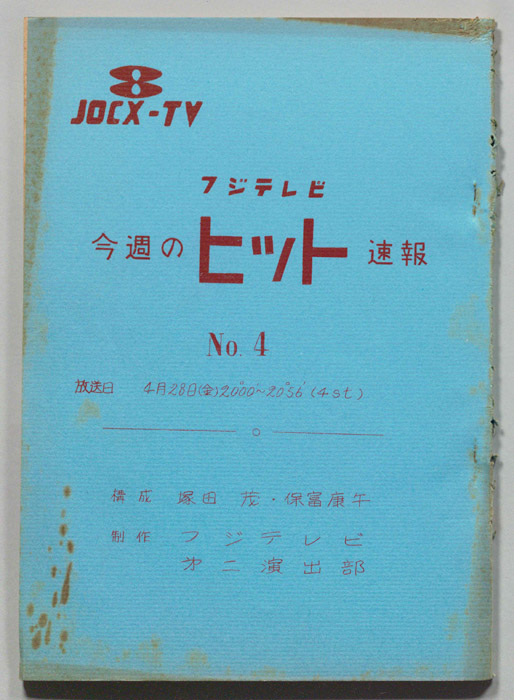 8
JOCX-TV
フジテレビ
今週のヒット速報
No. 4
放送日 4月28日(金)20°00'~20°56'(4st)
構成 塚田 茂・保富康午
制作 フジテレビ
第二演出部